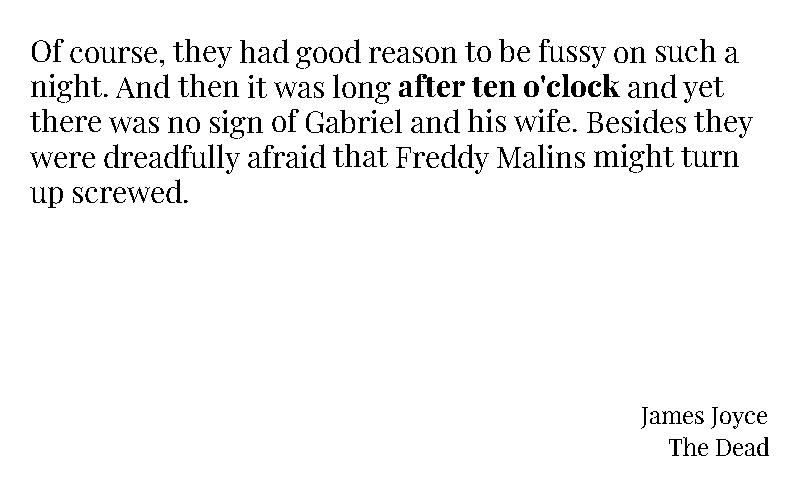 Of course, they had good reason to be fussy on such a
night. And then it was long after ten o'clock and yet
there was no sign of Gabriel and his wife. Besides they
were dreadfully afraid that Freddy Malins might turn
up screwed.
James Joyce
The Dead